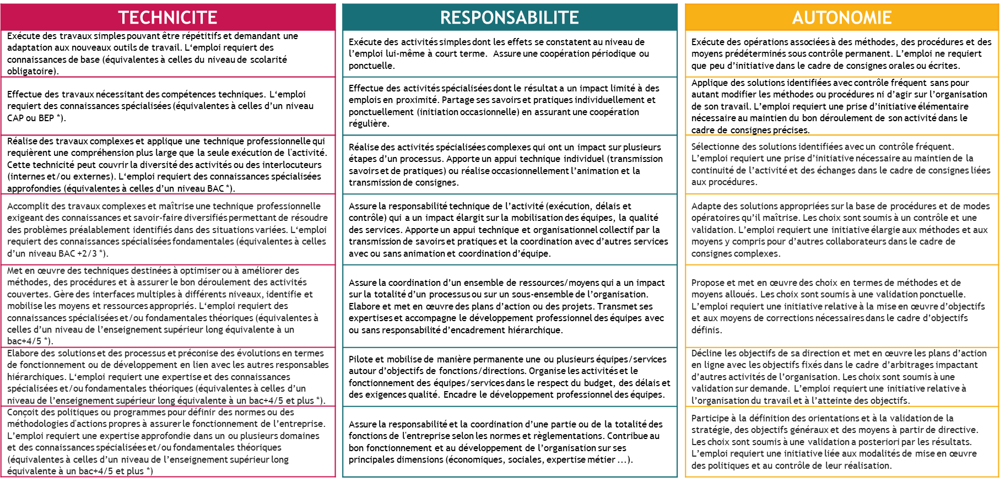 TECHNICITE
Exécute des travaux simples pouvant être répétitifs et demandant une
adaptation aux nouveaux outils de travail. L‘emploi requiert des
connaissances de base (équivalentes à celles du niveau de scolarité
obligatoire).
Effectue des travaux nécessitant des compétences techniques. L‘emploi
requiert des connaissances spécialisées (équivalentes à celles d’un niveau
CAP ou BEP *).
Réalise des travaux complexes et applique une technique professionnelle qui
requièrent une compréhension plus large que la seule exécution de l'activité.
Cette technicité peut couvrir la diversité des activités ou des interlocuteurs
(internes et/ou externes). L‘emploi requiert des connaissances spécialisées
approfondies (équivalentes à celles d’un niveau BAC *).
Accomplit des travaux complexes et maîtrise une technique professionnelle
exigeant des connaissances et savoir-faire diversifiés permettant de résoudre
des problèmes préalablement identifiés dans des situations variées. L‘emploi
requiert des connaissances spécialisées fondamentales (équivalentes à celles
d’un niveau BAC +2/3 *).
Met en œuvre des techniques destinées à optimiser ou à améliorer des
méthodes, des procédures et à assurer le bon déroulement des activités
couvertes. Gère des interfaces multiples à différents niveaux, identifie et
mobilise les moyens et ressources appropriés. L‘emploi requiert des
connaissances spécialisées et/ou fondamentales théoriques (équivalentes à
celles d’un niveau de l’enseignement supérieur long équivalente à un
bac+4/5 *).
Elabore des solutions et des processus et préconise des évolutions en termes
de fonctionnement ou de développement en lien avec les autres responsables
hiérarchiques. L‘emploi requiert une expertise et des connaissances
spécialisées et/ou fondamentales théoriques (équivalentes à celles d’un
niveau de l’enseignement supérieur long équivalente à un bac+4/5 et plus *).
Conçoit des politiques ou programmes pour définir des normes ou des
méthodologies d'actions propres à assurer le fonctionnement de l’entreprise.
L’emploi requiert une expertise approfondie dans un ou plusieurs domaines
et des connaissances spécialisées et/ou fondamentales théoriques
(équivalentes à celles d’un niveau de l’enseignement supérieur long
équivalente à un bac+4/5 et plus *)
RESPONSABILITE
Exécute des activités simples dont les effets se constatent au niveau de
l’emploi lui-même à court terme. Assure une coopération périodique ou
ponctuelle.
Effectue des activités spécialisées dont le résultat a un impact limité à des
emplois en proximité. Partage ses savoirs et pratiques individuellement et
ponctuellement (initiation occasionnelle) en assurant une coopération
régulière.
Réalise des activités spécialisées complexes qui ont un impact sur plusieurs
étapes d’un processus. Apporte un appui technique individuel (transmission
savoirs et de pratiques) ou réalise occasionnellement l’animation et la
transmission de consignes.
Assure la responsabilité technique de l’activité (exécution, délais et
contrôle) qui a un impact élargit sur la mobilisation des équipes, la qualité
des services. Apporte un appui technique et organisationnel collectif par la
transmission de savoirs et pratiques et la coordination avec d’autres services
avec ou sans animation et coordination d’équipe.
Assure la coordination d’un ensemble de ressources/moyens qui a un impact
sur la totalité d’un processus ou sur un sous-ensemble de l’organisation.
Elabore et met en œuvre des plans d’action ou des projets. Transmet ses
expertises et accompagne le développement professionnel des équipes avec
ou sans responsabilité d’encadrement hiérarchique.
Pilote et mobilise de manière permanente une ou plusieurs équipes/services
autour d’objectifs de fonctions/directions. Organise les activités et le
fonctionnement des équipes/services dans le respect du budget, des délais et
des exigences qualité. Encadre le développement professionnel des équipes.
Assure la responsabilité et la coordination d’une partie ou de la totalité des
fonctions de l'entreprise selon les normes et règlementations. Contribue au
bon fonctionnement et au développement de l’organisation sur ses
principales dimensions (économiques, sociales, expertise métier ...).
AUTONOMIE
Exécute des opérations associées à des méthodes, des procédures et des
moyens prédéterminés sous contrôle permanent. L’emploi ne requiert
que peu d’initiative dans le cadre de consignes orales ou écrites.
Applique des solutions identifiées avec contrôle fréquent sans pour
autant modifier les méthodes ou procédures ni d’agir sur l’organisation
de son travail. L’emploi requiert une prise d’initiative élémentaire
nécessaire au maintien du bon déroulement de son activité dans le
cadre de consignes précises.
Sélectionne des solutions identifiées avec un contrôle fréquent.
L’emploi requiert une prise d’initiative nécessaire au maintien de la
continuité de l’activité et des échanges dans le cadre de consignes liées
aux procédures.
Adapte des solutions appropriées sur la base de procédures et de modes
opératoires qu’il maîtrise. Les choix sont soumis à un contrôle et une
validation. L’emploi requiert une initiative élargie aux méthodes et aux
moyens y compris pour d’autres collaborateurs dans le cadre de
consignes complexes.
Propose et met en œuvre des choix en termes de méthodes et de
moyens alloués. Les choix sont soumis à une validation ponctuelle.
L’emploi requiert une initiative relative à la mise en œuvre d’objectifs
et aux moyens de corrections nécessaires dans le cadre d’objectifs
définis.
Décline les objectifs de sa direction et met en œuvre les plans d’action
en ligne avec les objectifs fixés dans le cadre d’arbitrages impactant
d’autres activités de l’organisation. Les choix sont soumis à une
validation sur demande. L’emploi requiert une initiative relative à
l’organisation du travail et à l’atteinte des objectifs.
Participe à la définition des orientations et à la validation de la
stratégie, des objectifs généraux et des moyens à partir de directive.
Les choix sont soumis à une validation a posteriori par les résultats.
L’emploi requiert une initiative liée aux modalités de mise en œuvre
des politiques et au contrôle de leur réalisation.